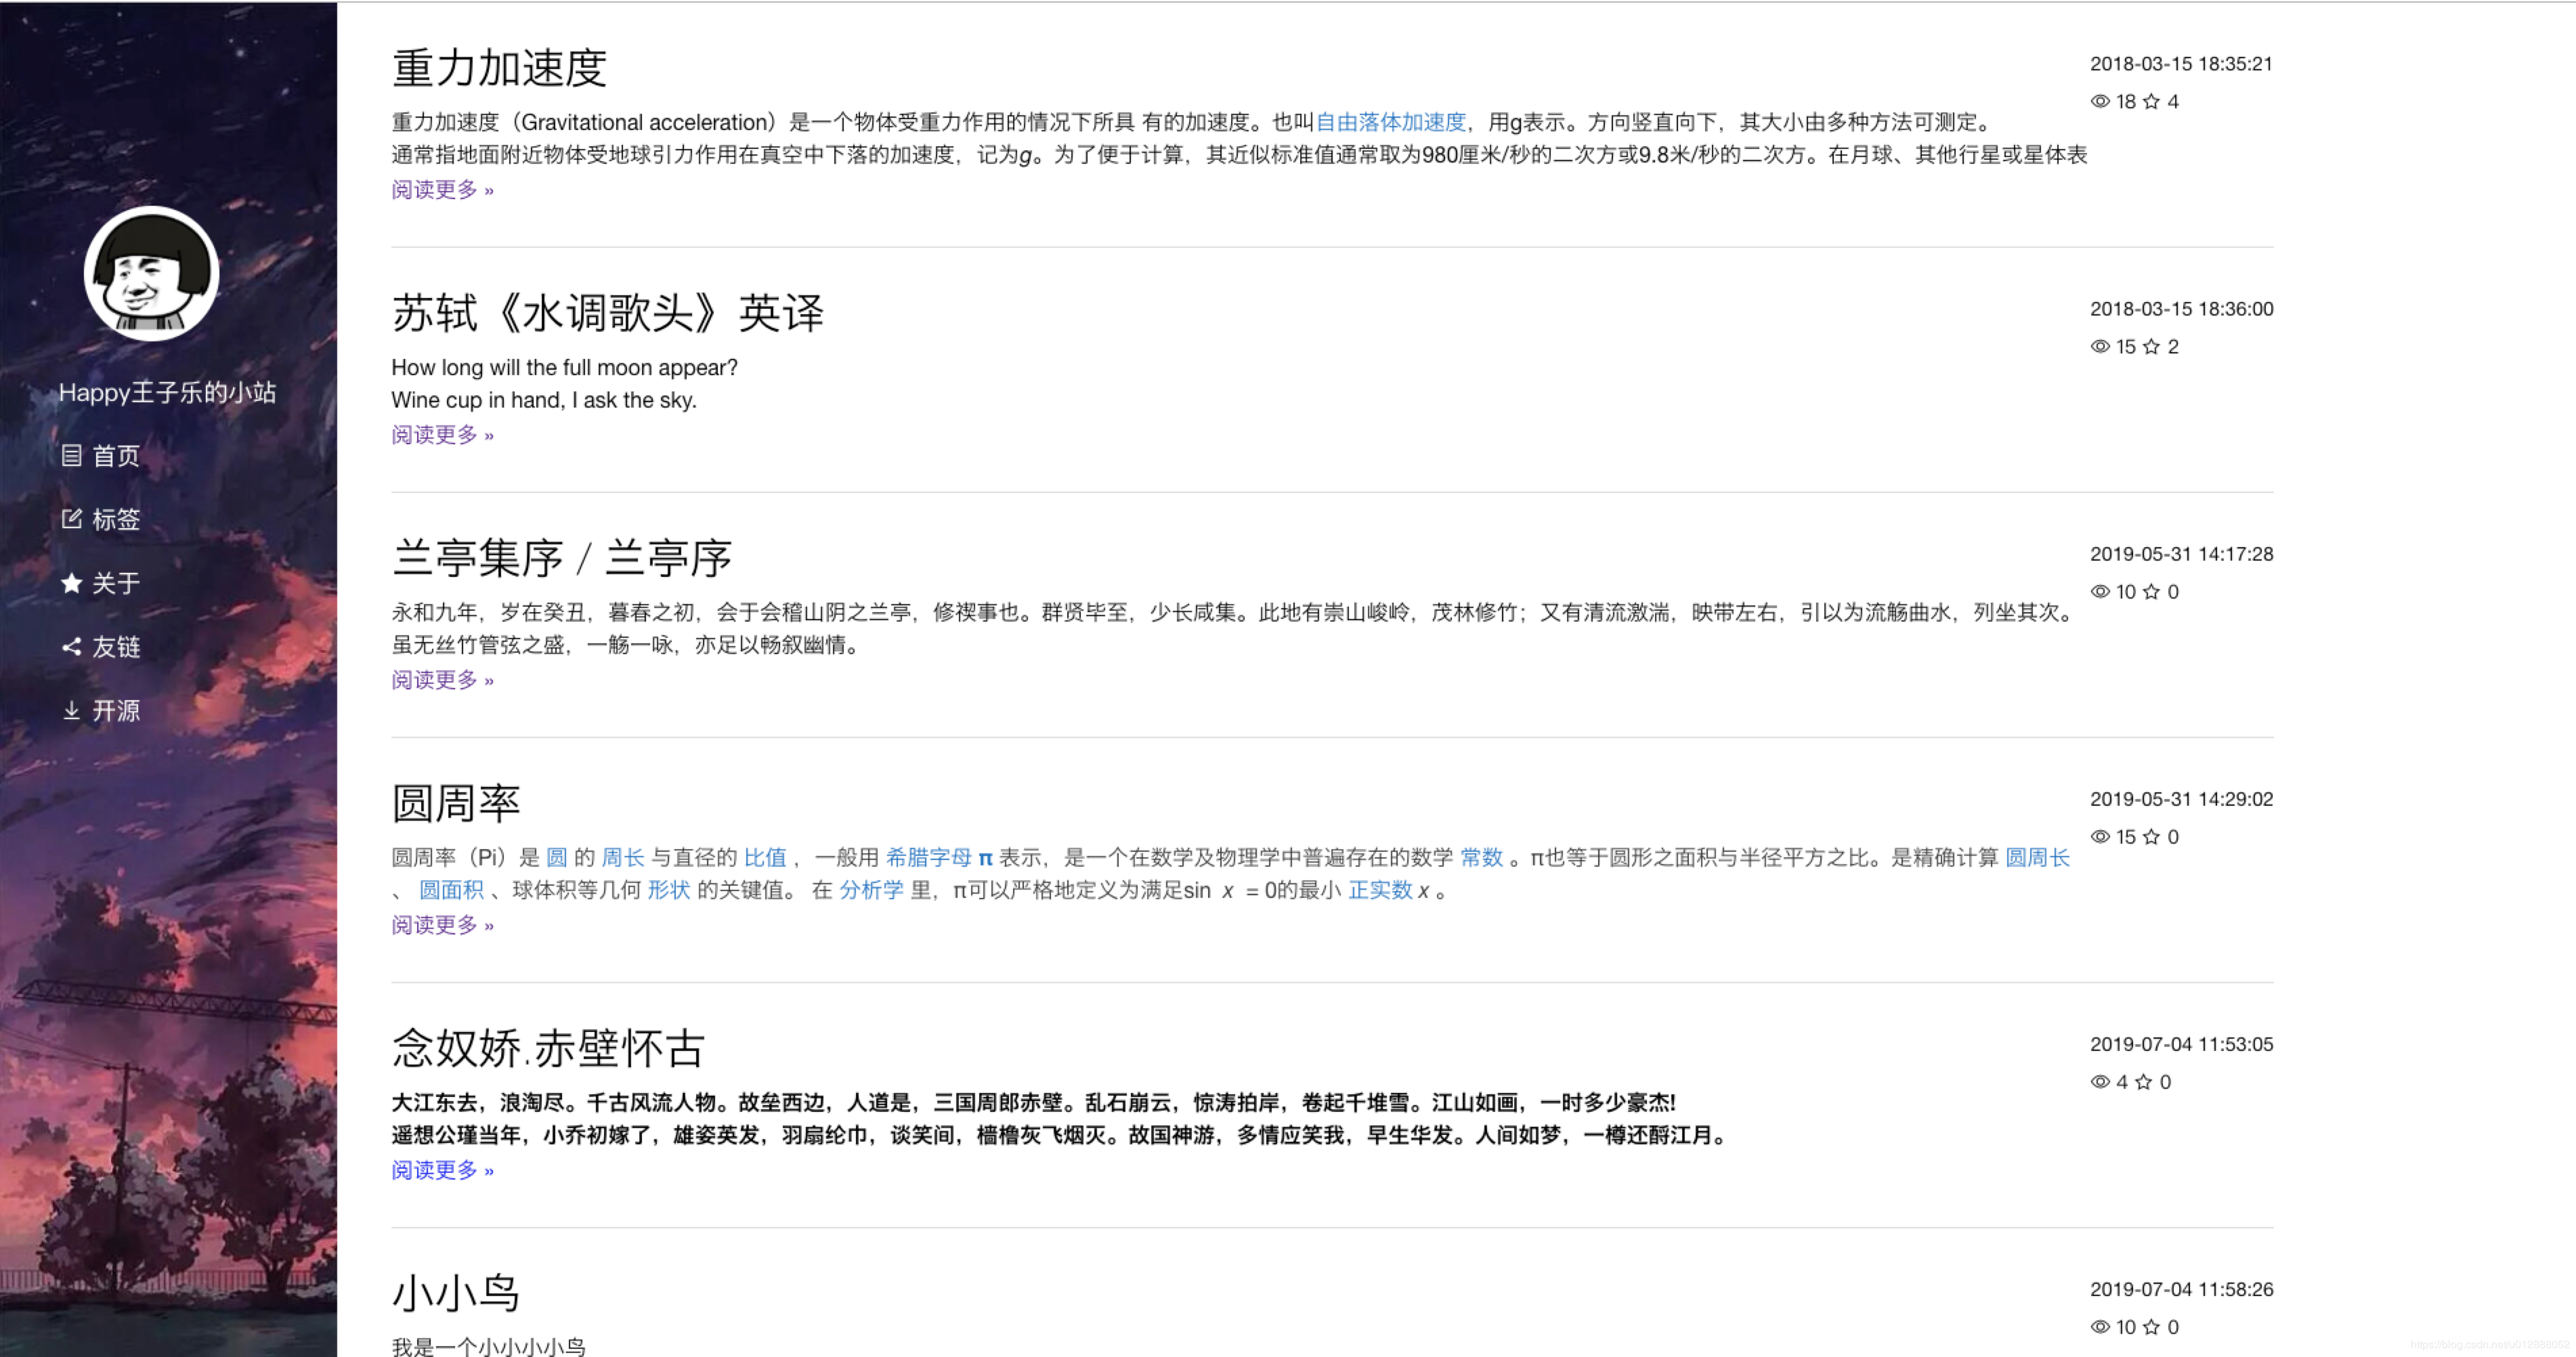 Happy王子乐的小站
首页
标签
关于
友链
开源
重力加速度
2018-03-15 18:35:21
18 4
重力加速度（Gravitational acceleration）是一个物体受重力作用的情况下所具 有的加速度。也叫自由落体加速度，用g表示。方向竖直向下，其大小由多种方法可测定。
通常指地面附近物体受地球引力作用在真空中下落的加速度，记为g。为了便于计算，其近似标准值通常取为980厘米/秒的二次方或9.8米/秒的二次方。在月球、其他行星或星体表
阅读更多 »
苏轼《水调歌头》英译
2018-03-15 18:36:00
15 2
How long will the full moon appear?
Wine cup in hand, I ask the sky.
阅读更多 »
兰亭集序 / 兰亭序
2019-05-31 14:17:28
10 0
永和九年，岁在癸丑，暮春之初，会于会稽山阴之兰亭，修禊事也。群贤毕至，少长咸集。此地有崇山峻岭，茂林修竹；又有清流激湍，映带左右，引以为流觞曲水，列坐其次。
虽无丝竹管弦之盛，一觞一咏，亦足以畅叙幽情。
阅读更多 »
圆周率
2019-05-31 14:29:02
15 0
圆周率（Pi）是 圆 的 周长 与直径的 比值 ，一般用 希腊字母 π 表示，是一个在数学及物理学中普遍存在的数学 常数 。π也等于圆形之面积与半径平方之比。是精确计算 圆周长
、 圆面积 、球体积等几何 形状 的关键值。 在 分析学 里，π可以严格地定义为满足sin x = 0的最小 正实数 x 。
阅读更多 »
念奴娇.赤壁怀古
2019-07-04 11:53:05
4 0
大江东去，浪淘尽。千古风流人物。故垒西边，人道是，三国周郎赤壁。乱石崩云，惊涛拍岸，卷起千堆雪。江山如画，一时多少豪杰!
遥想公瑾当年，小乔初嫁了，雄姿英发，羽扇纶巾，谈笑间，樯橹灰飞烟灭。故国神游，多情应笑我，早生华发。人间如梦，一樽还酹江月。
阅读更多 »
小小鸟
2019-07-04 11:58:26
10 0
我是一个小小小小鸟